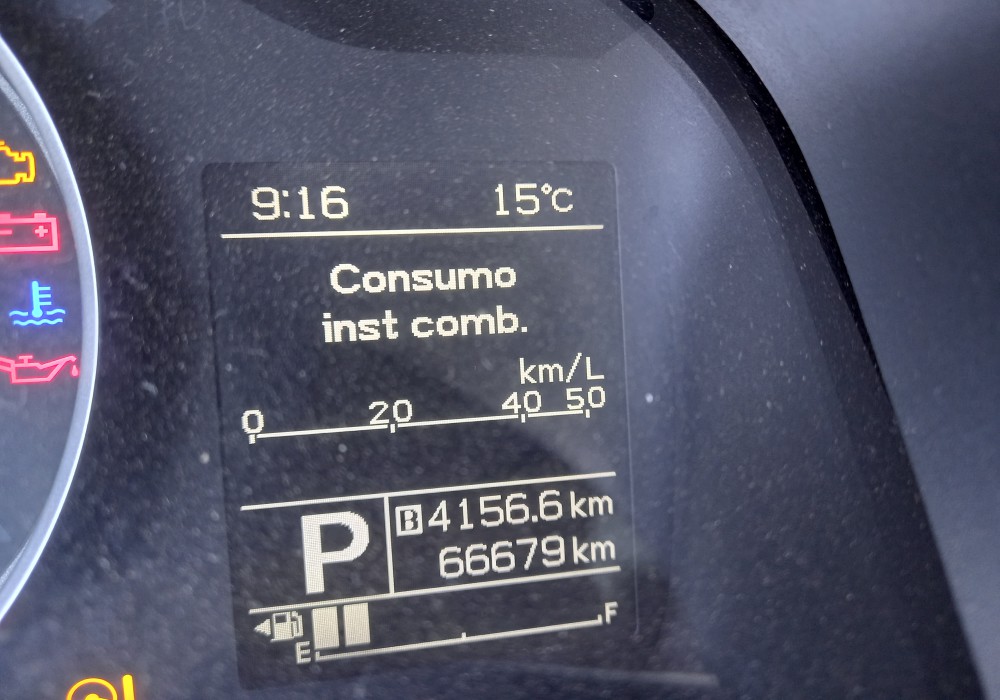 9:16 15°C
Consumo
inst comb.
km/L
0 20 40 50
P B 4156.6 km
66679 km
E F